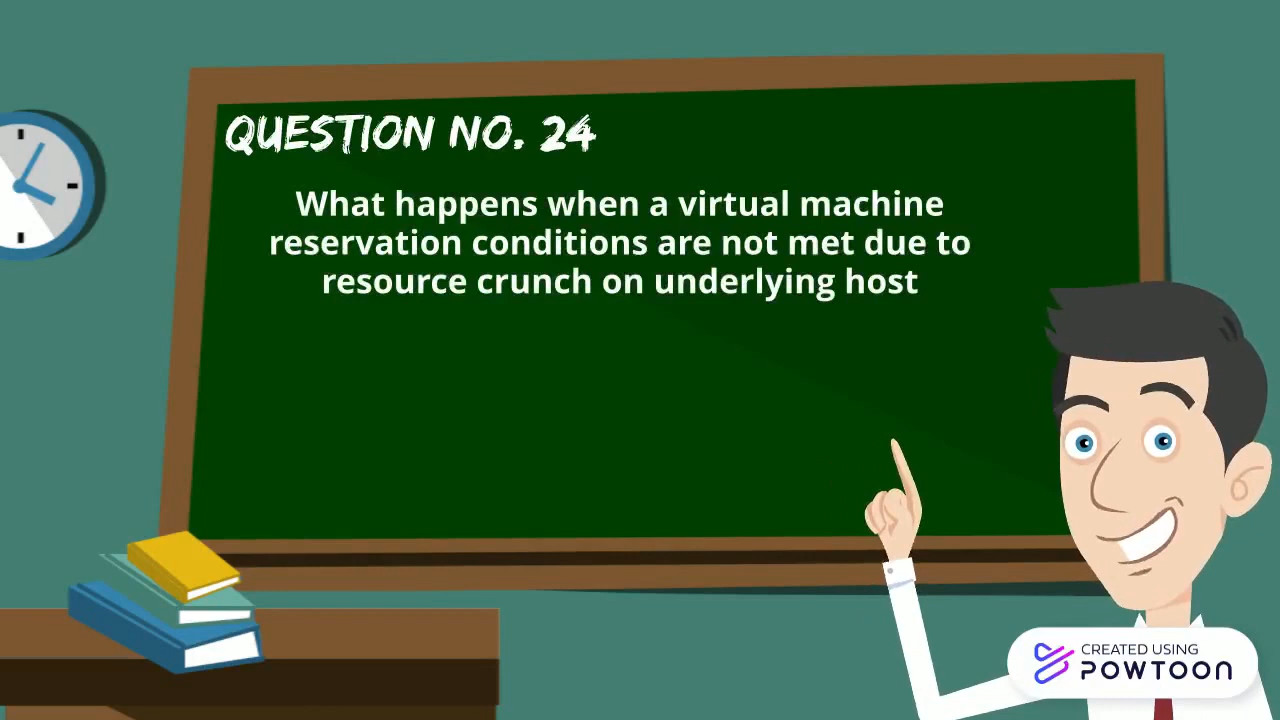 QUESTION NO. 24
What happens when a virtual machine
reservation conditions are not met due to
resource crunch on underlying host
CREATED USING
POWTOON